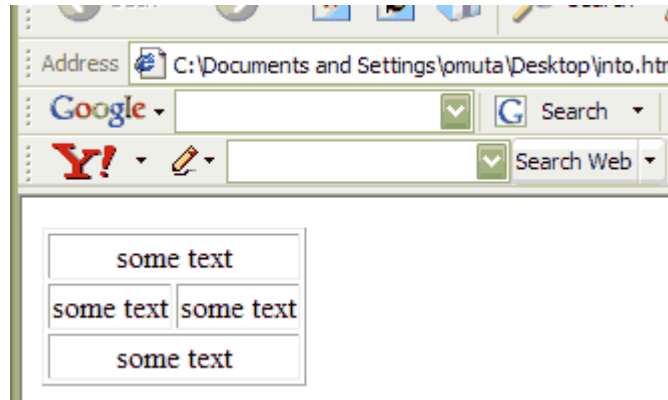 Address C:\Documents and Settings\omuta\Desktop\into.htm
Google Search
Y! Search Web
some text
some text some text
some text